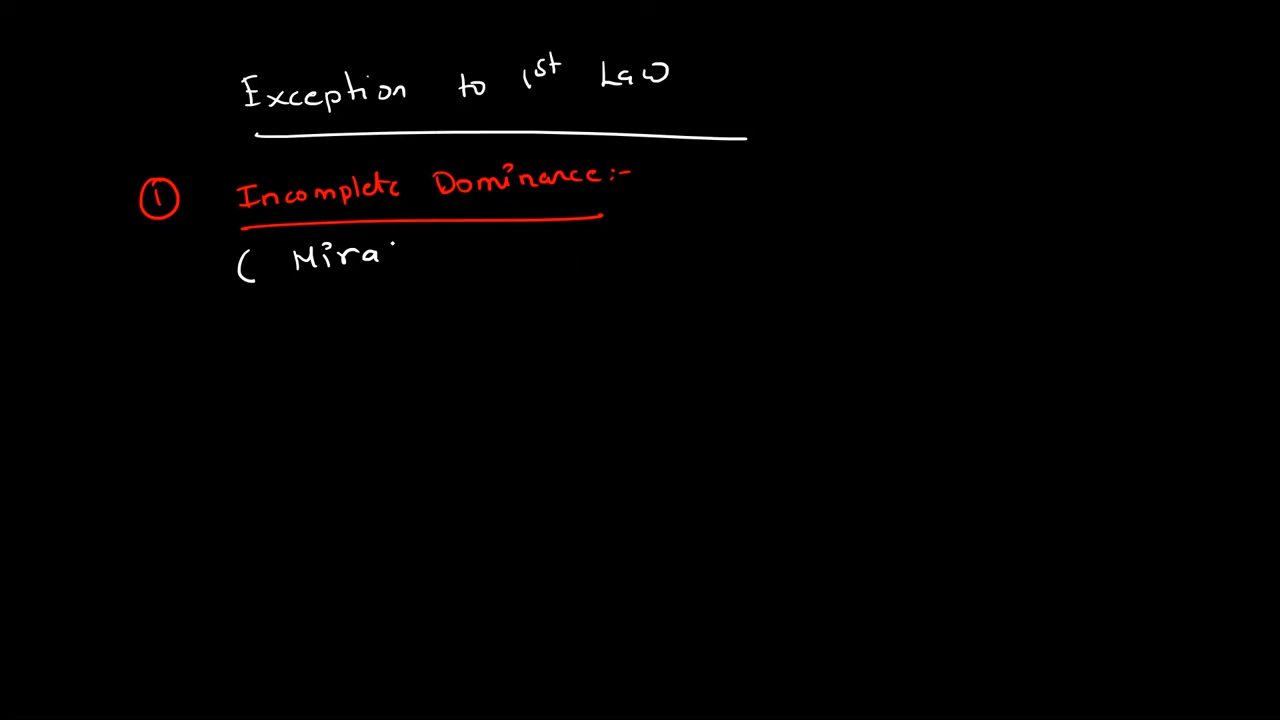 Exception to 1st Law
① Incomplete Dominance:-
( Mira